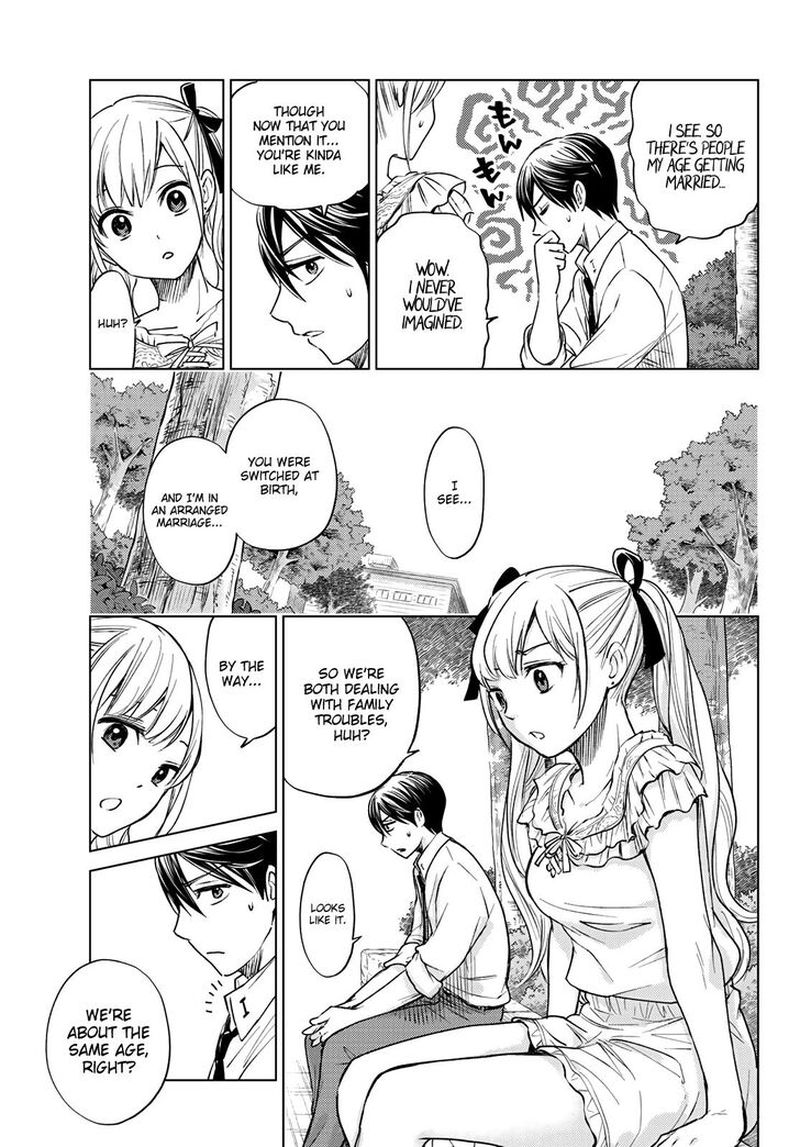 I SEE. SO
THERE'S PEOPLE
MY AGE GETTING
MARRIED...
もん
もん
WOW.
I NEVER
WOULD'VE
IMAGINED.
THOUGH
NOW THAT YOU
MENTION IT...
YOU'RE KINDA
LIKE ME.
HUH?
I
SEE...
YOU WERE
SWITCHED AT
BIRTH,
AND I'M IN
AN ARRANGED
MARRIAGE...
SO WE'RE
BOTH DEALING
WITH FAMILY
TROUBLES,
HUH?
LOOKS
LIKE IT.
BY THE
WAY...
WE'RE
ABOUT THE
SAME AGE,
RIGHT?